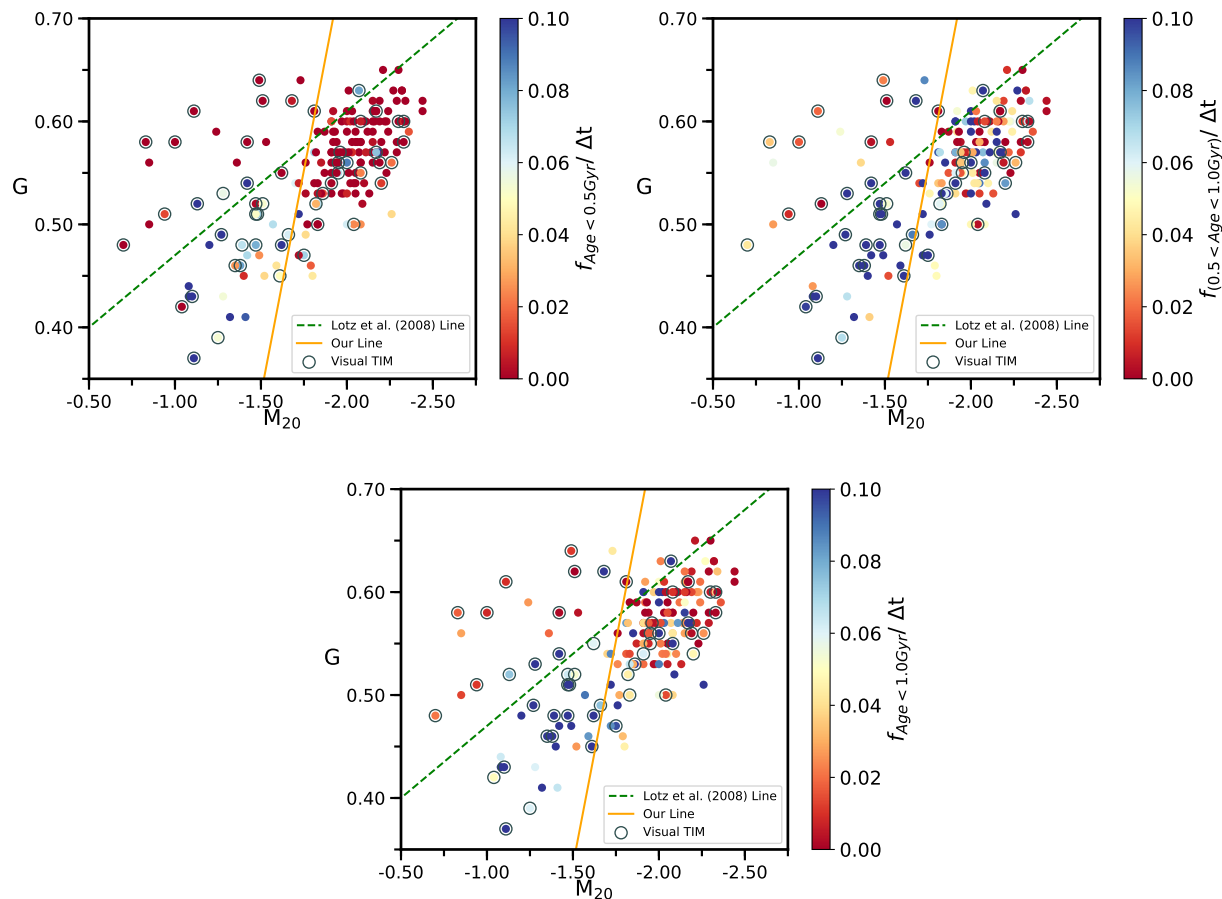 0.70
0.60
0.50
0.40
G
-0.50 -1.00 -1.50 -2.00 -2.50
M20
Lotz et al. (2008) Line
Our Line
Visual TIM
0.10
0.08
0.06
0.04
0.02
0.00
fAge < 0.5Gyr/ Δt
0.70
0.60
0.50
0.40
G
-0.50 -1.00 -1.50 -2.00 -2.50
M20
Lotz et al. (2008) Line
Our Line
Visual TIM
0.10
0.08
0.06
0.04
0.02
0.00
f(0.5 < Age < 1.0Gyr)/ Δt
0.70
0.60
0.50
0.40
G
-0.50 -1.00 -1.50 -2.00 -2.50
M20
Lotz et al. (2008) Line
Our Line
Visual TIM
0.10
0.08
0.06
0.04
0.02
0.00
fAge < 1.0Gyr/ Δt